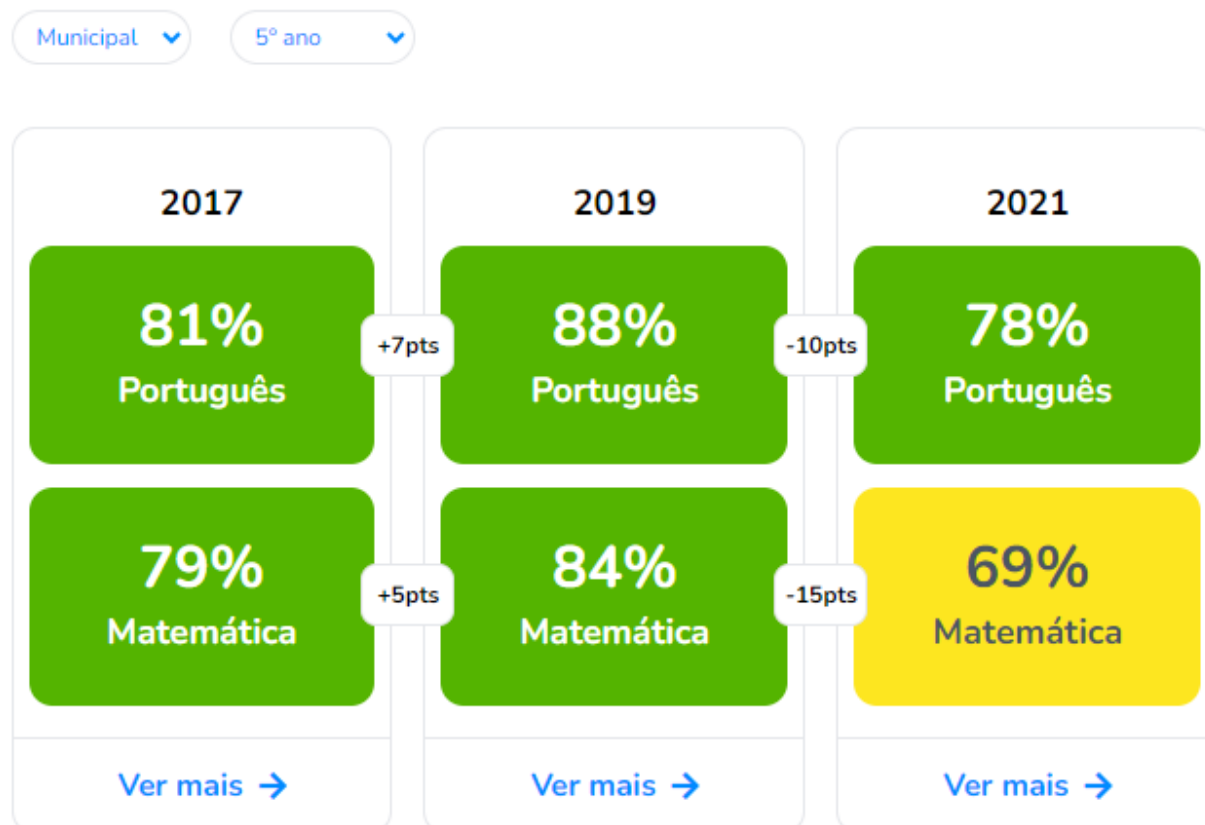 Municipal
5º ano
2017
2019
2021
81%
Português
+7pts
88%
Português
-10pts
78%
Português
79%
Matemática
+5pts
84%
Matemática
-15pts
69%
Matemática
Ver mais →
Ver mais →
Ver mais →